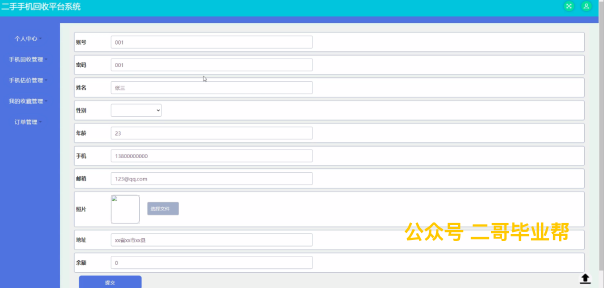 二手手机回收平台系统
个人中心
手机回收管理
手机估价管理
我的收藏管理
订单管理
账号 001
密码 001
姓名
性别
年龄 23
手机 13800000000
邮箱 123@qq.com
照片 选择文件
公众号 二哥毕业帮
地址 xx省xx市xx县
余额 0
提交